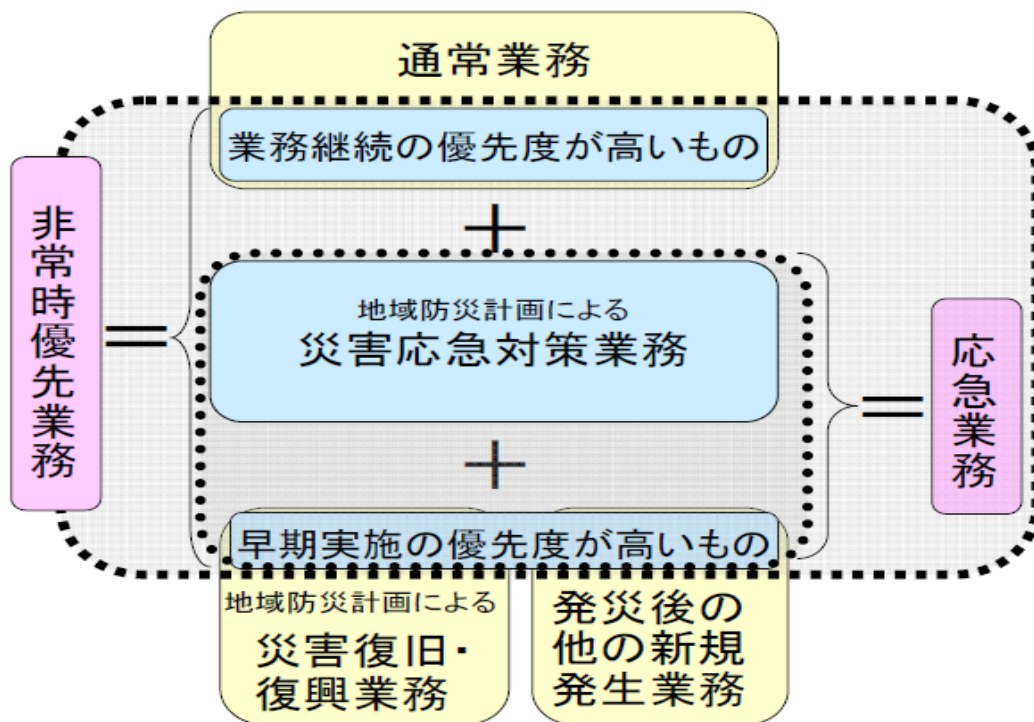 通常業務
業務継続の優先度が高いもの
＋
非常時優先業務
＝
地域防災計画による
災害応急対策業務
＝
応急業務
＋
早期実施の優先度が高いもの
地域防災計画による
災害復旧・
復興業務
発災後の
他の新規
発生業務